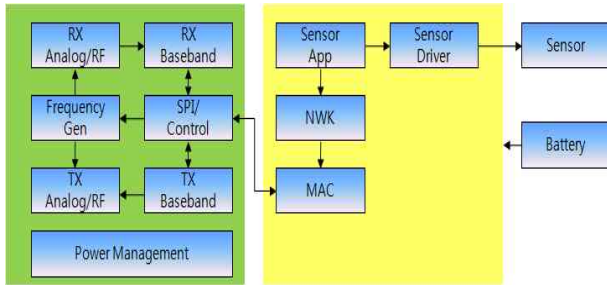 RX
Analog/RF
RX
Baseband
Sensor
App
Sensor
Driver
Sensor
Frequency
Gen
SPI/
Control
NWK
Battery
TX
Analog/RF
TX
Baseband
MAC
Power Management